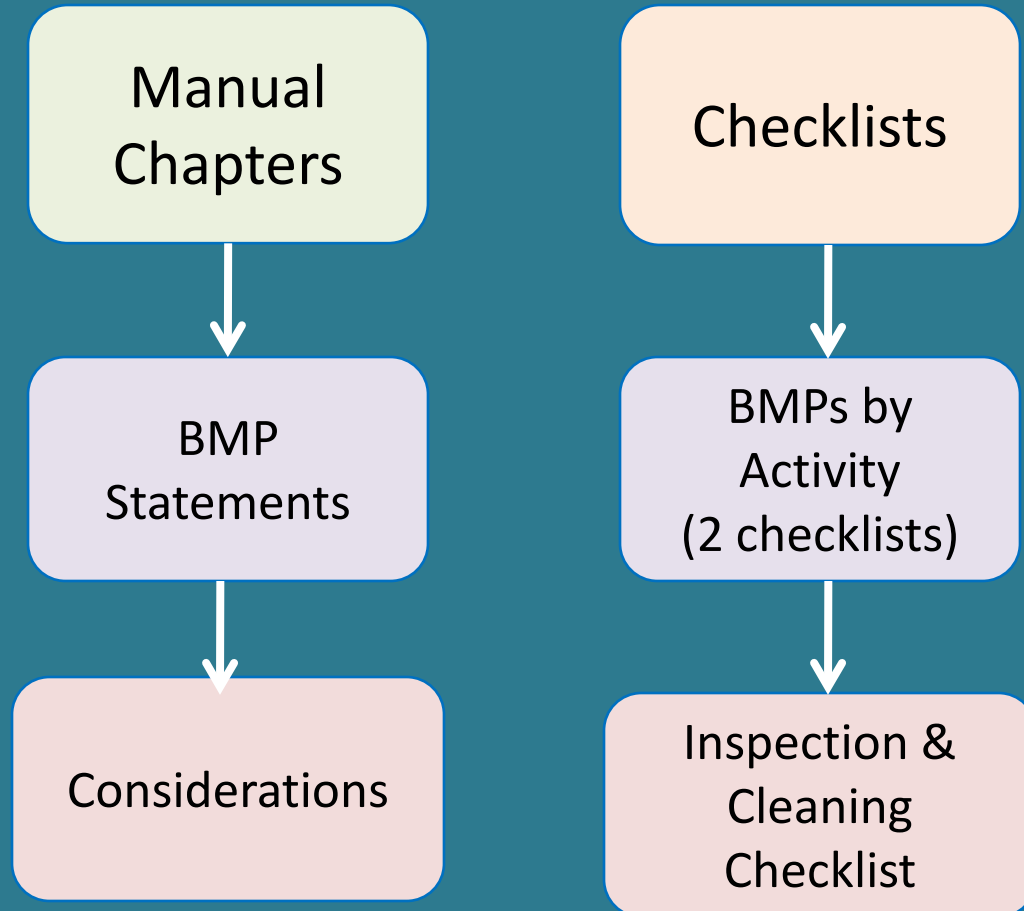 Manual
Chapters
Checklists
BMP
Statements
BMPs by
Activity
(2 checklists)
Considerations
Inspection &
Cleaning
Checklist